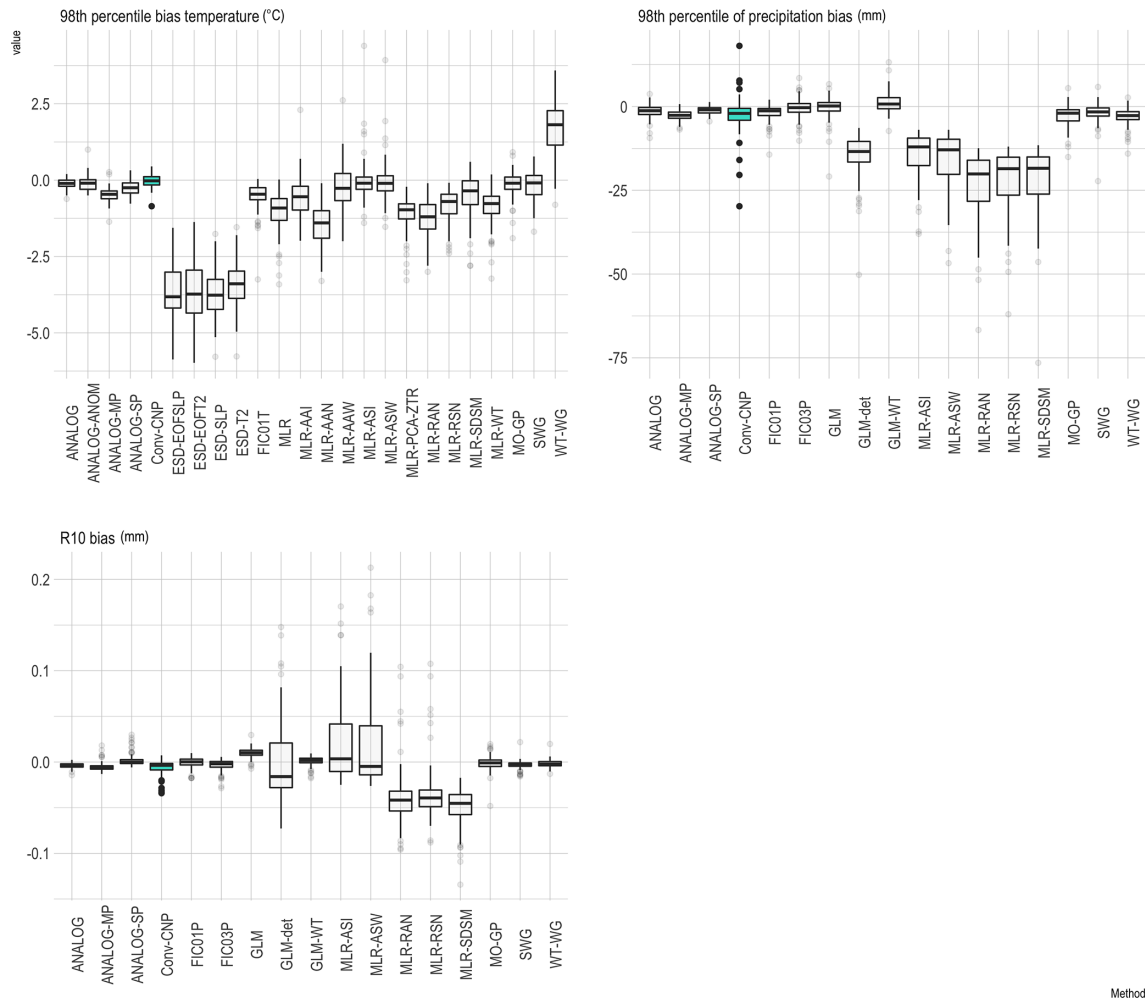 98th percentile bias temperature (°C)
value
2.5
0.0
-2.5
-5.0
ANALOG
ANALOG-ANOM
ANALOG-MP
ANALOG-SP
Conv-CNP
ESD-EOFSLP
ESD-EOFT2
ESD-SLP
ESD-T2
FIC01T
MLR
MLR-AAI
MLR-AAN
MLR-AAW
MLR-ASI
MLR-ASW
MLR-PCA-ZTR
MLR-RAN
MLR-RSN
MLR-SDSM
MLR-WT
MO-GP
SWG
WT-WG
98th percentile of precipitation bias (mm)
0
-25
-50
-75
ANALOG
ANALOG-MP
ANALOG-SP
Conv-CNP
FIC01P
FIC03P
GLM
GLM-det
GLM-WT
MLR-ASI
MLR-ASW
MLR-RAN
MLR-RSN
MLR-SDSM
MO-GP
SWG
WT-WG
R10 bias (mm)
0.2
0.1
0.0
-0.1
ANALOG
ANALOG-MP
ANALOG-SP
Conv-CNP
FIC01P
FIC03P
GLM
GLM-det
GLM-WT
MLR-ASI
MLR-ASW
MLR-RAN
MLR-RSN
MLR-SDSM
MO-GP
SWG
WT-WG
Method